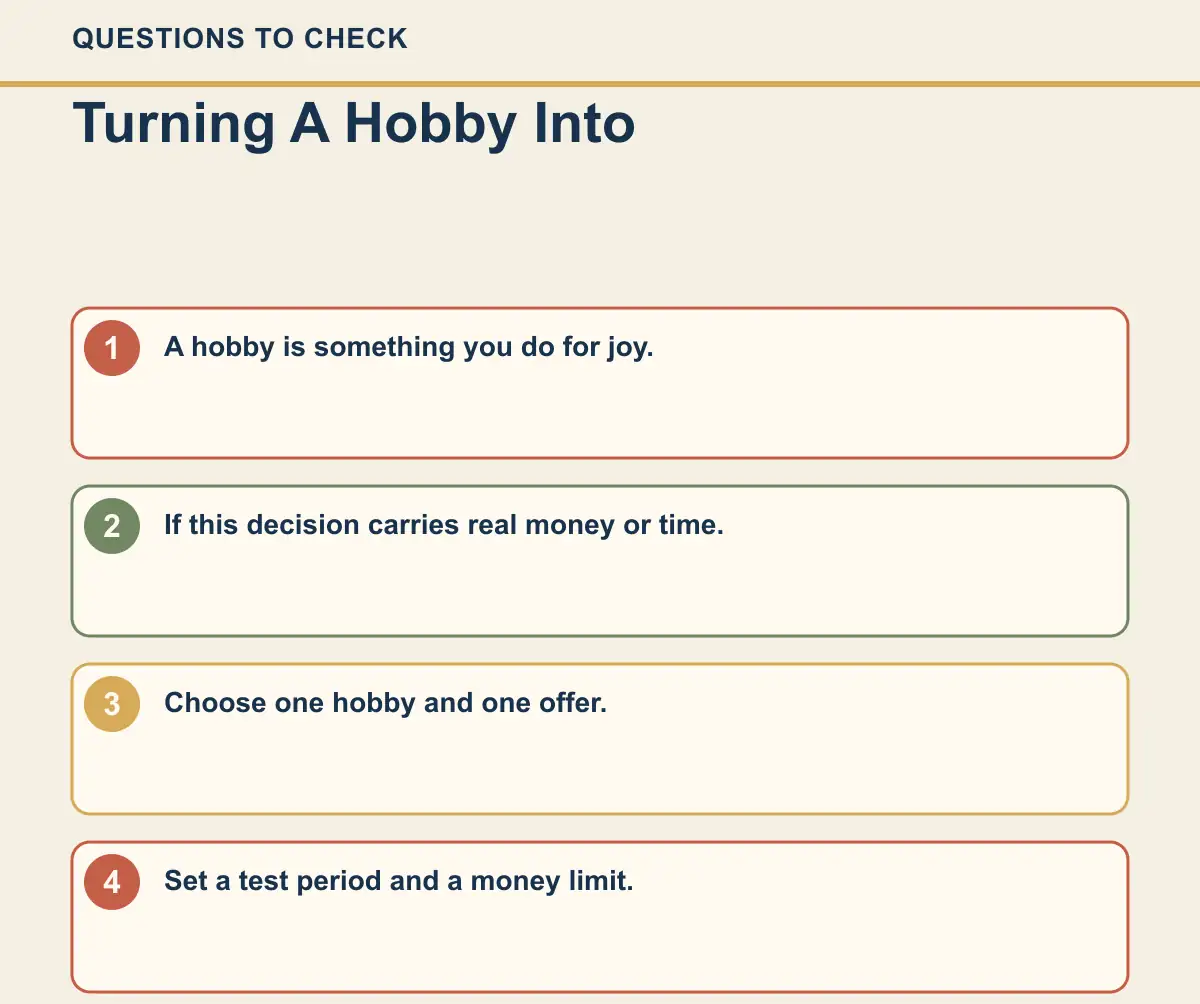 QUESTIONS TO CHECK
Turning A Hobby Into
1
A hobby is something you do for joy.
2
If this decision carries real money or time.
3
Choose one hobby and one offer.
4
Set a test period and a money limit.